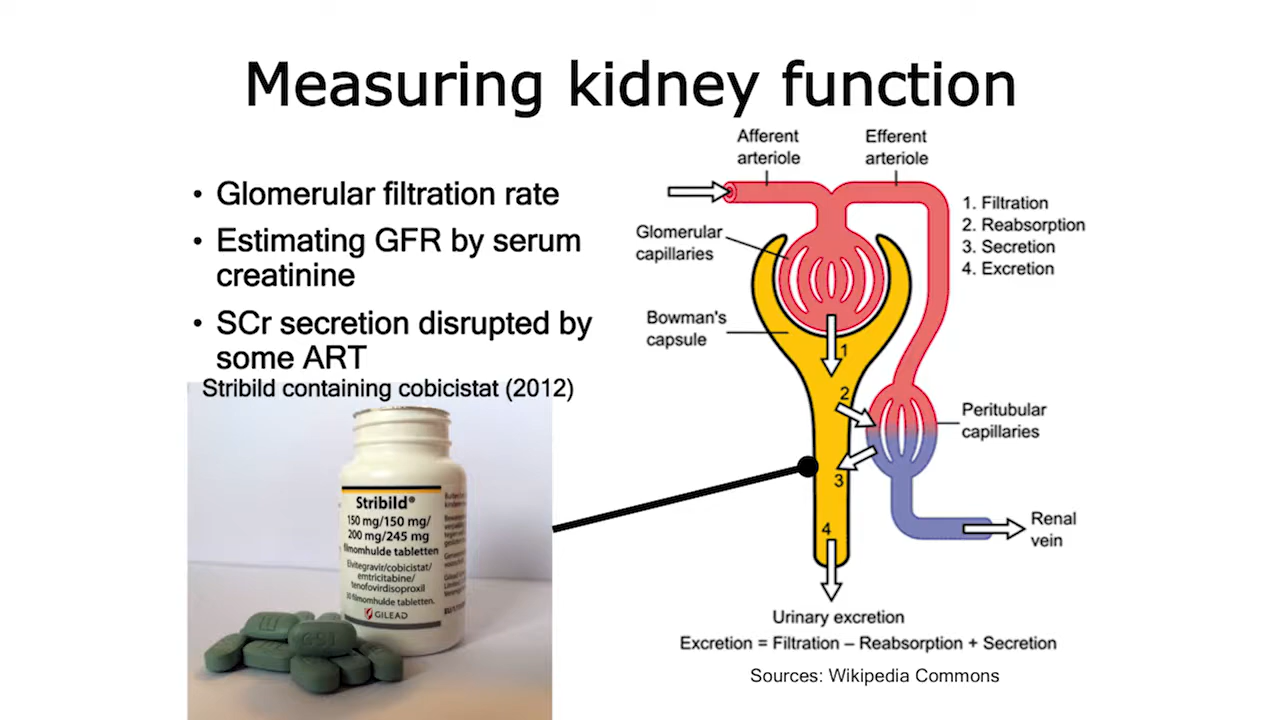 Measuring kidney function
• Glomerular filtration rate
• Estimating GFR by serum
creatinine
• SCr secretion disrupted by
some ART
Stribild containing cobicistat (2012)
Stribild®
150 mg/150 mg/
200 mg/245 mg
filmomhulde tabletten
Elvitegravir/cobicistat/
emtricitabine/
tenofovirdisoproxil
30 filmomhulde tabletten.
GILEAD
GSI
Afferent
arteriole
Efferent
arteriole
1. Filtration
2. Reabsorption
3. Secretion
4. Excretion
Glomerular
capillaries
Bowman's
capsule
1
2
Peritubular
capillaries
3
4
Renal
vein
Urinary excretion
Excretion = Filtration – Reabsorption + Secretion
Sources: Wikipedia Commons